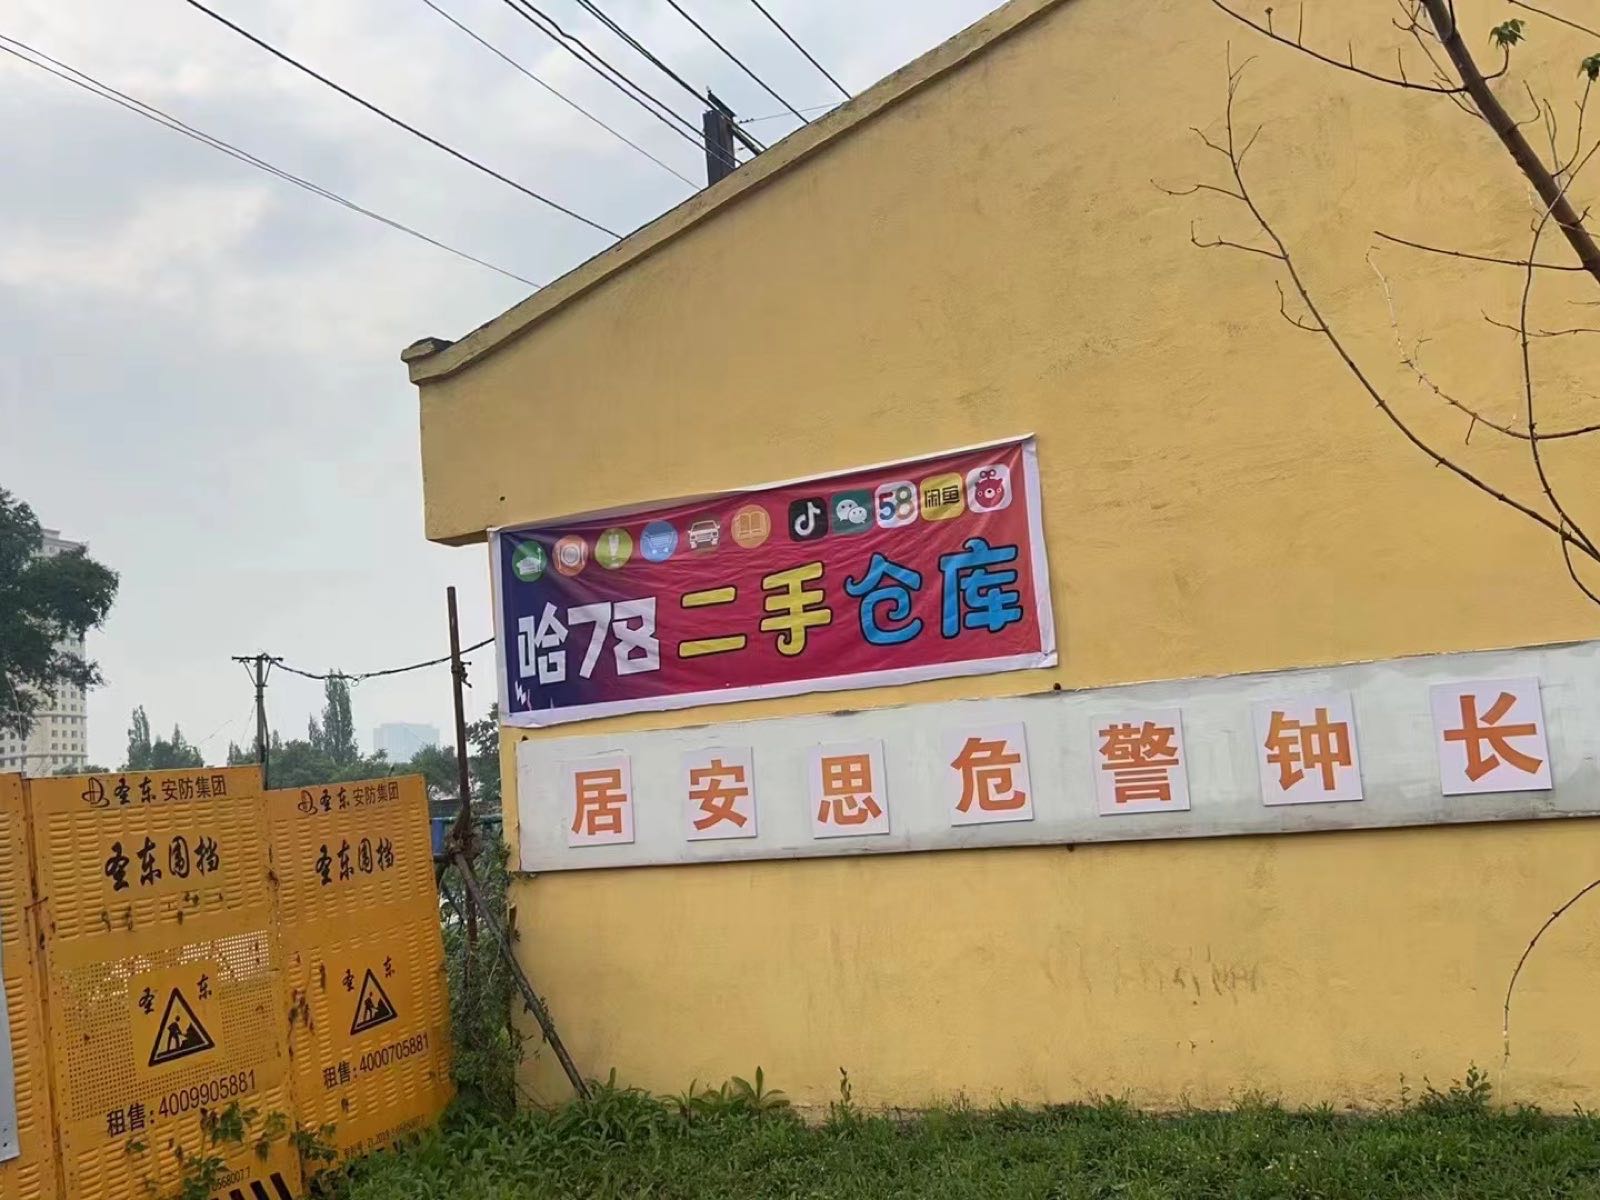 58 闲鱼
哈78 二手仓库
居安思危警钟长
圣东 安防集团
圣东围挡
圣东
租售:4009905881
圣东 安防集团
圣东围挡
圣东
租售:4000705881